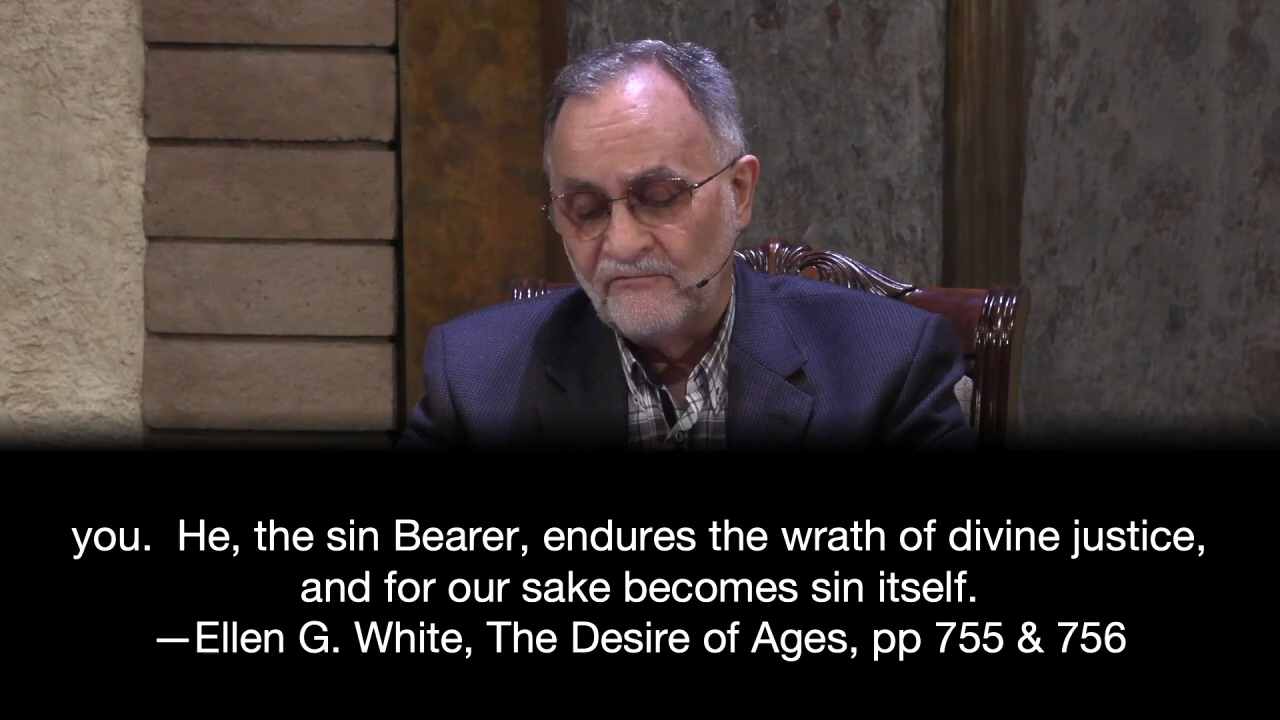 you. He, the sin Bearer, endures the wrath of divine justice,
and for our sake becomes sin itself.
—Ellen G. White, The Desire of Ages, pp 755 & 756